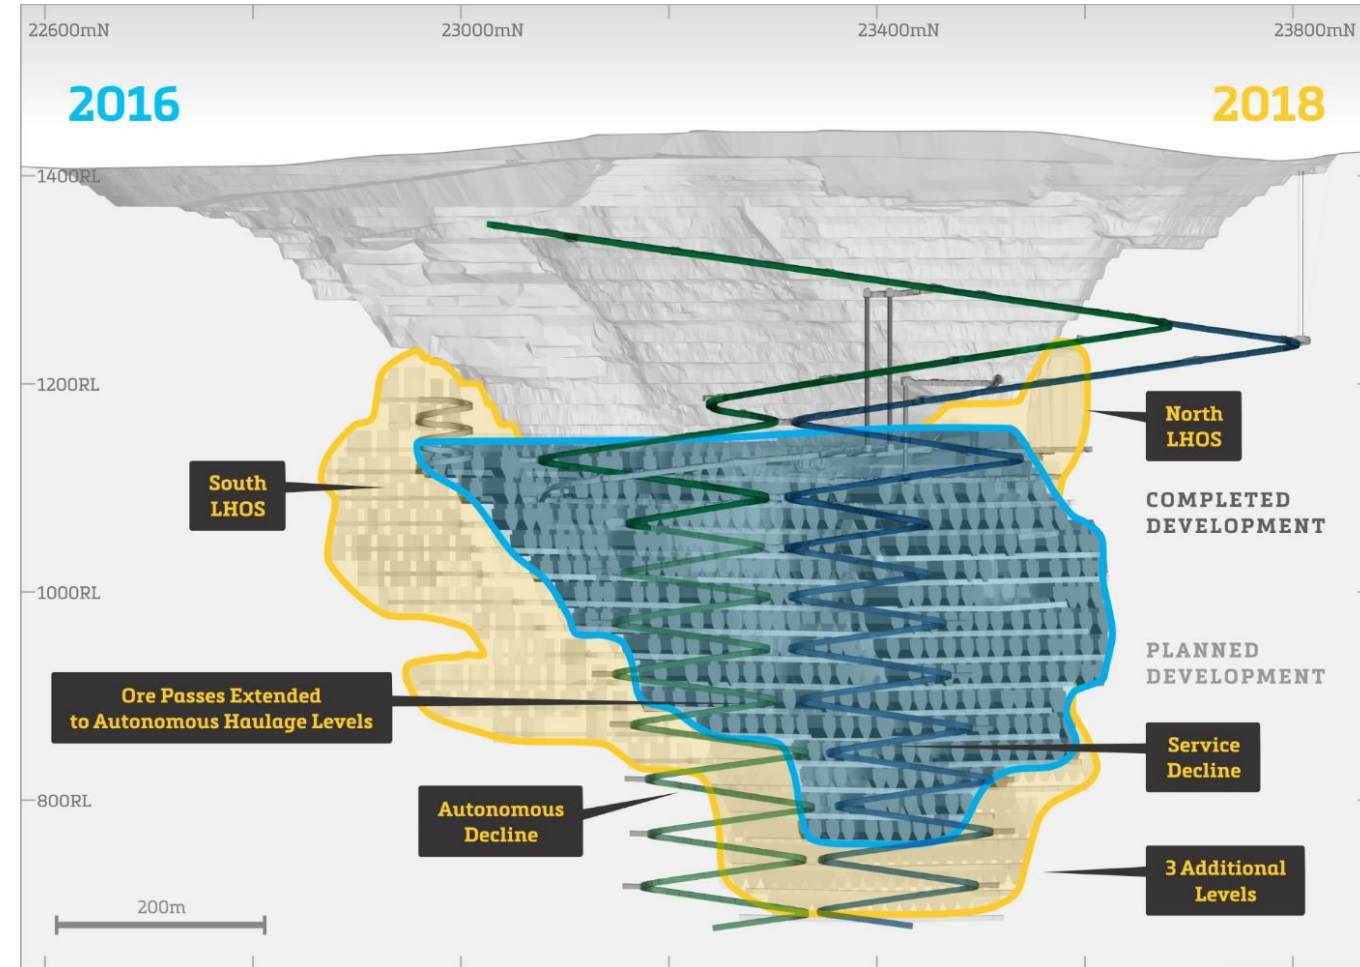 22600mN
23000mN
23400mN
23800mN
2016
2018
1400RL
1200RL
North
LHOS
South
LHOS
COMPLETED
DEVELOPMENT
1000RL
PLANNED
DEVELOPMENT
Ore Passes Extended
to Autonomous Haulage Levels
Service
Decline
800RL
Autonomous
Decline
3 Additional
Levels
200m